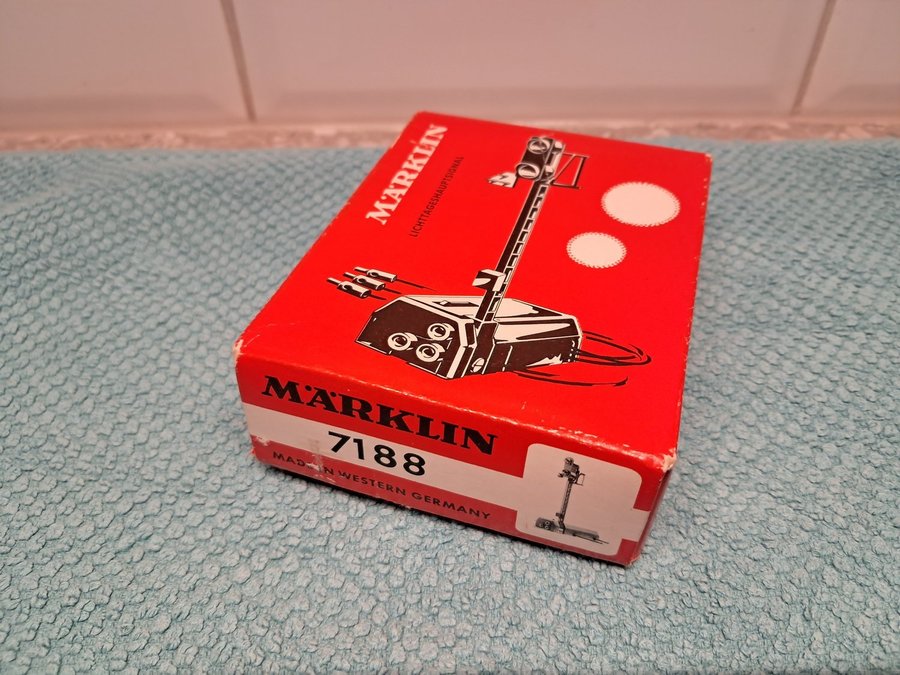 MÄRKLIN
LICHTTAGESHAUPTSIGNAL
MÄRKLIN
7188
MADE IN WESTERN GERMANY